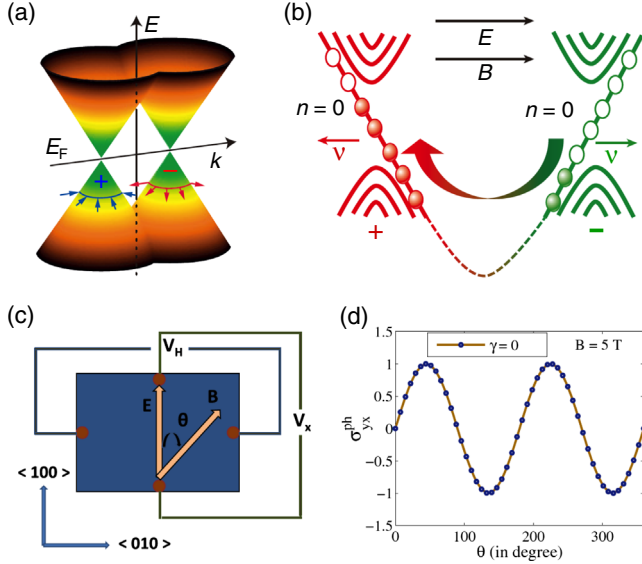 (a)
E
E_F
k
+
−
(b)
E
B
n = 0
n = 0
ν
ν
+
−
(c)
V_H
E
B
θ
V_x
< 100 >
< 010 >
(d)
γ = 0
B = 5 T
σ^ph_yx
1.5
1
0.5
0
-0.5
-1
-1.5
0
100
200
300
θ (in degree)